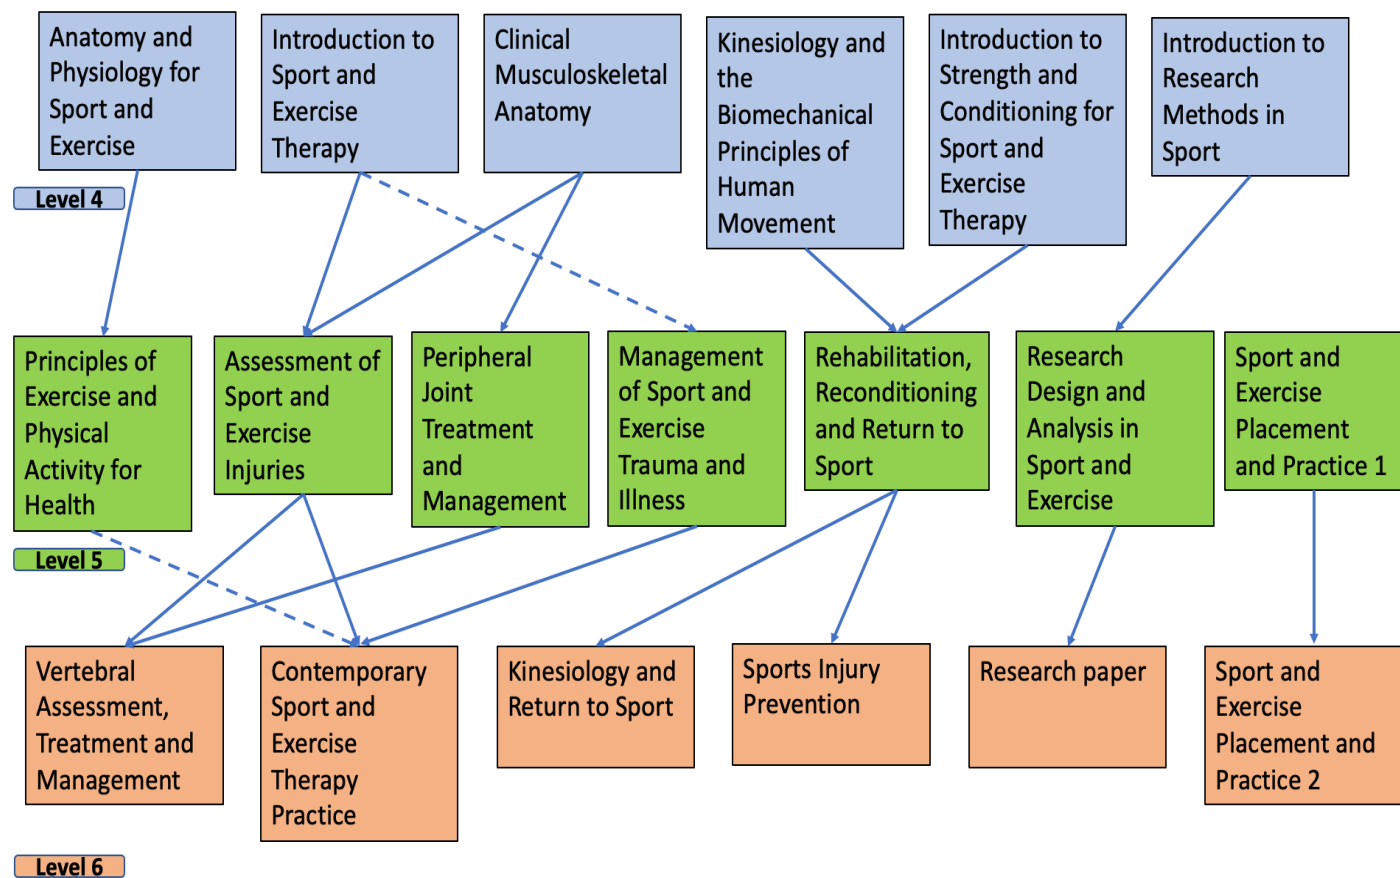 Anatomy and
Physiology for
Sport and
Exercise
Introduction to
Sport and
Exercise
Therapy
Clinical
Musculoskeletal
Anatomy
Kinesiology and
the
Biomechanical
Principles of
Human
Movement
Introduction to
Strength and
Conditioning for
Sport and
Exercise
Therapy
Introduction to
Research
Methods in
Sport
Level 4
Principles of
Exercise and
Physical
Activity for
Health
Assessment of
Sport and
Exercise
Injuries
Peripheral
Joint
Treatment
and
Management
Management
of Sport and
Exercise
Trauma and
Illness
Rehabilitation,
Reconditioning
and Return to
Sport
Research
Design and
Analysis in
Sport and
Exercise
Sport and
Exercise
Placement
and Practice 1
Level 5
Vertebral
Assessment,
Treatment and
Management
Contemporary
Sport and
Exercise
Therapy
Practice
Kinesiology and
Return to Sport
Sports Injury
Prevention
Research paper
Sport and
Exercise
Placement and
Practice 2
Level 6